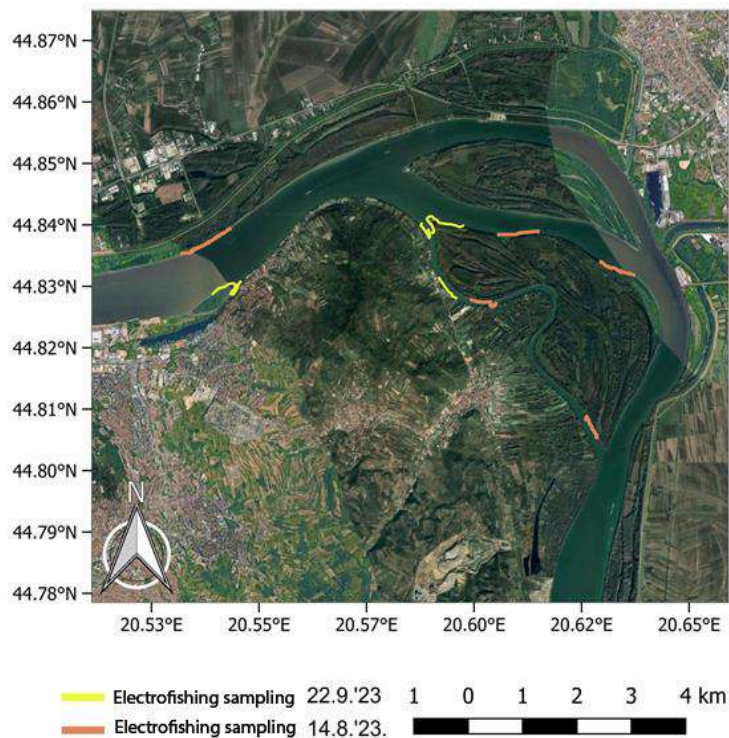 44.87°N
44.86°N
44.85°N
44.84°N
44.83°N
44.82°N
44.81°N
44.80°N
44.79°N
44.78°N
N
20.53°E 20.55°E 20.57°E 20.60°E 20.62°E 20.65°E
Electrofishing sampling 22.9.'23 1 0 1 2 3 4 km
Electrofishing sampling 14.8.'23.